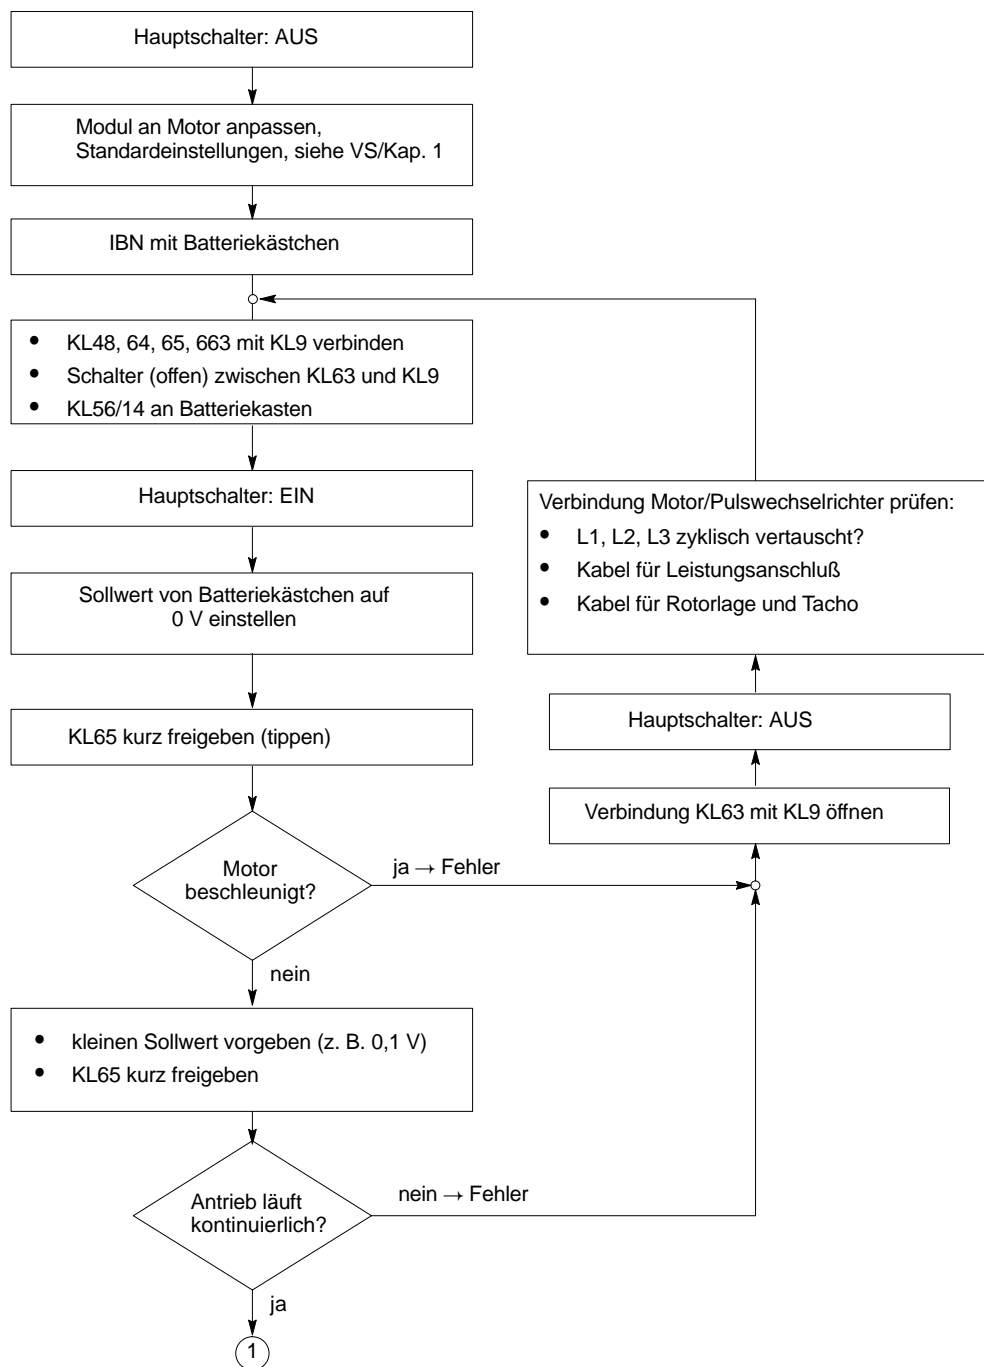 Hauptschalter: AUS
Modul an Motor anpassen,
Standardeinstellungen, siehe VS/Kap. 1
IBN mit Batteriekästchen
• KL48, 64, 65, 663 mit KL9 verbinden
• Schalter (offen) zwischen KL63 und KL9
• KL56/14 an Batteriekasten
Hauptschalter: EIN
Sollwert von Batteriekästchen auf
0 V einstellen
KL65 kurz freigeben (tippen)
Motor
beschleunigt?
ja → Fehler
nein
• kleinen Sollwert vorgeben (z. B. 0,1 V)
• KL65 kurz freigeben
Antrieb läuft
kontinuierlich?
nein → Fehler
ja
1
Verbindung Motor/Pulswechselrichter prüfen:
• L1, L2, L3 zyklisch vertauscht?
• Kabel für Leistungsanschluß
• Kabel für Rotorlage und Tacho
Hauptschalter: AUS
Verbindung KL63 mit KL9 öffnen